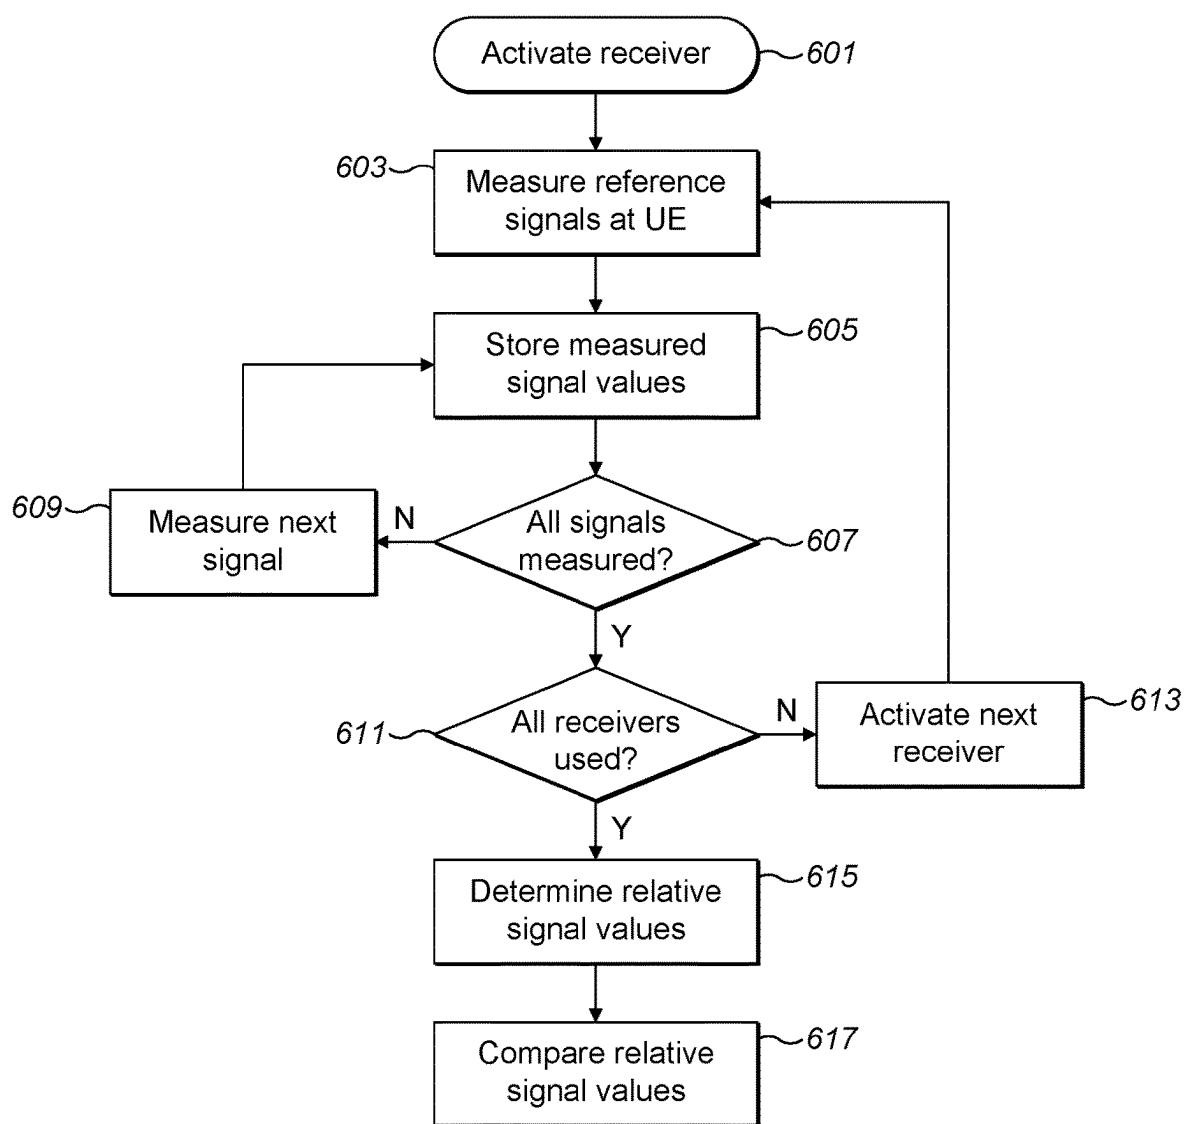 Activate receiver
601
603
Measure reference
signals at UE
605
Store measured
signal values
609
Measure next
signal
N
All signals
measured?
607
Y
611
All receivers
used?
N
Activate next
receiver
613
Y
Determine relative
signal values
615
Compare relative
signal values
617